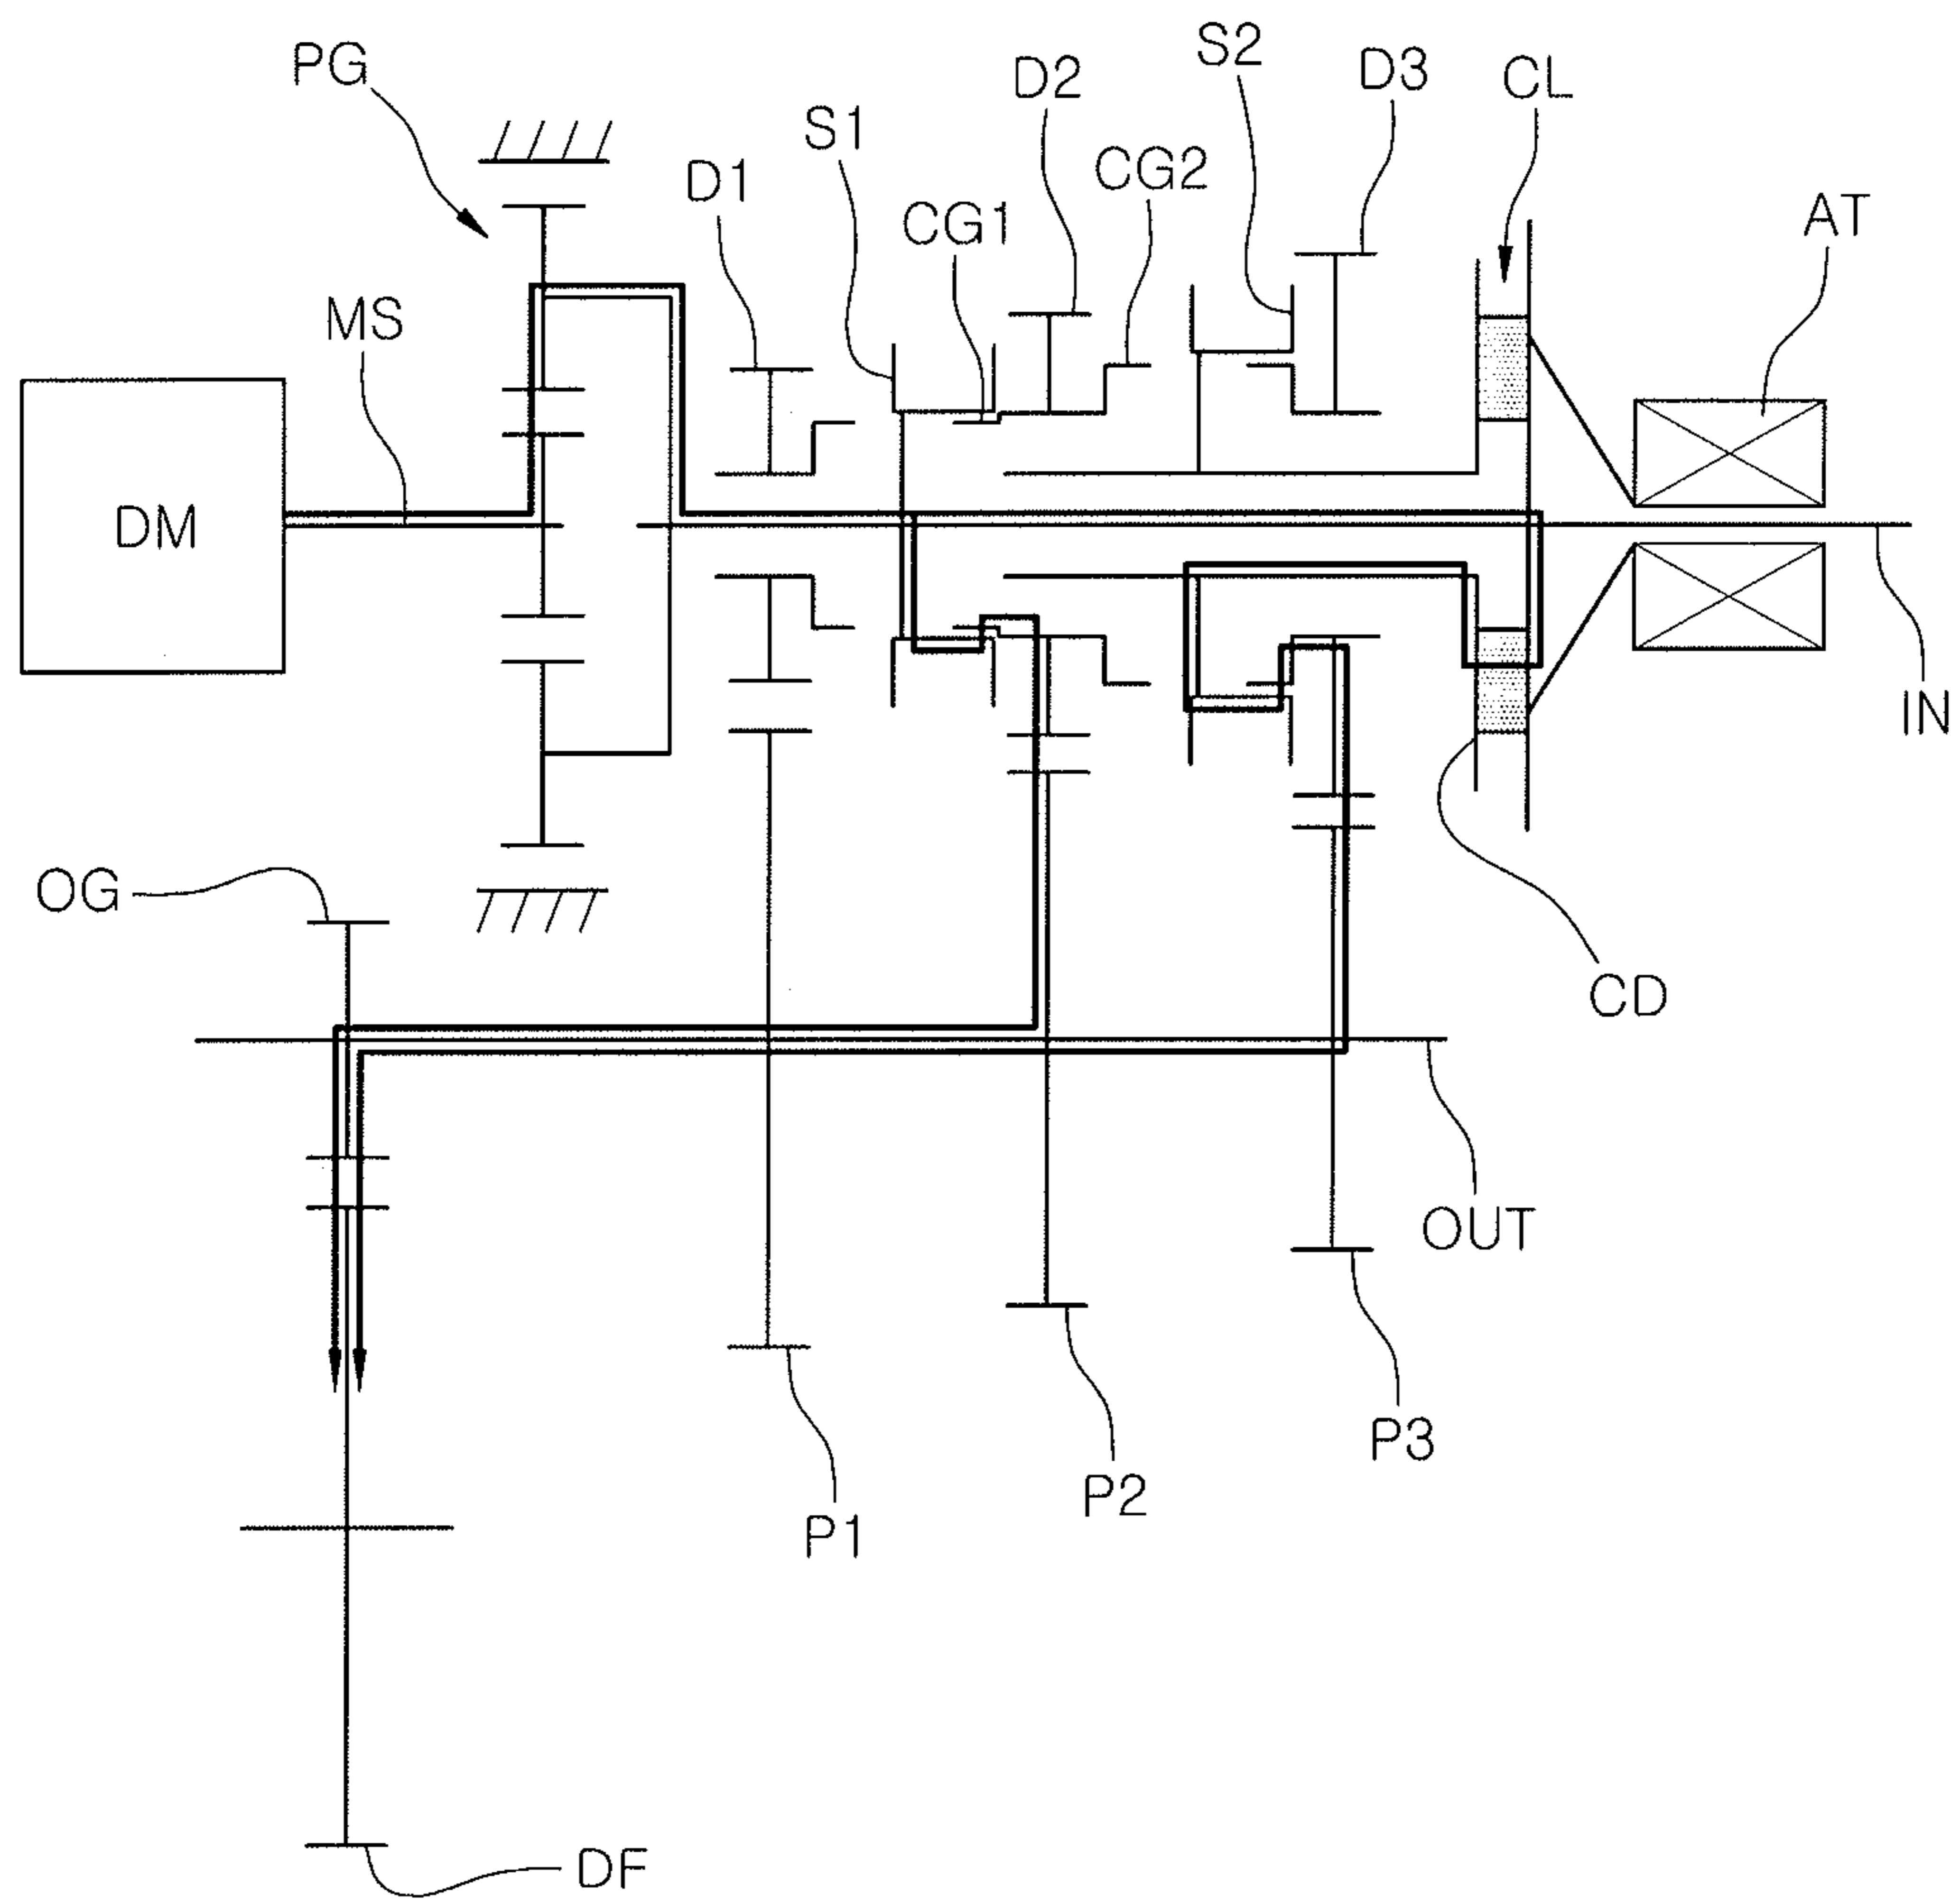 PG
S1
D1
D2
CG1
CG2
S2
D3
CL
AT
MS
DM
IN
OG
CD
OUT
P3
P2
P1
DF